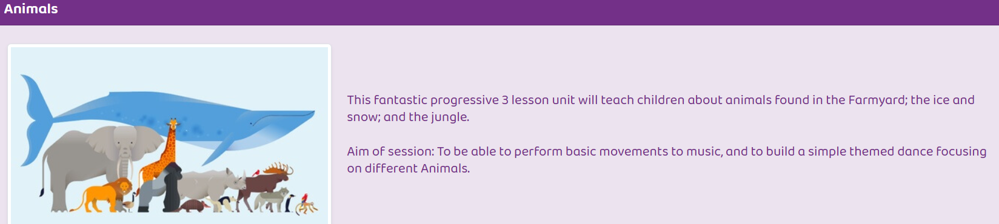 Animals
This fantastic progressive 3 lesson unit will teach children about animals found in the Farmyard; the ice and
snow; and the jungle.
Aim of session: To be able to perform basic movements to music, and to build a simple themed dance focusing
on different Animals.